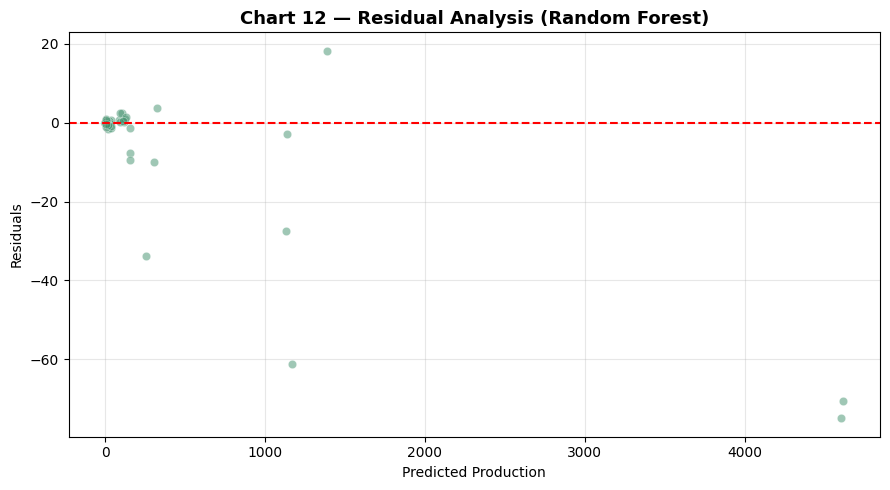 Chart 12 — Residual Analysis (Random Forest)
20
0
−20
−40
−60
Residuals
0 1000 2000 3000 4000
Predicted Production